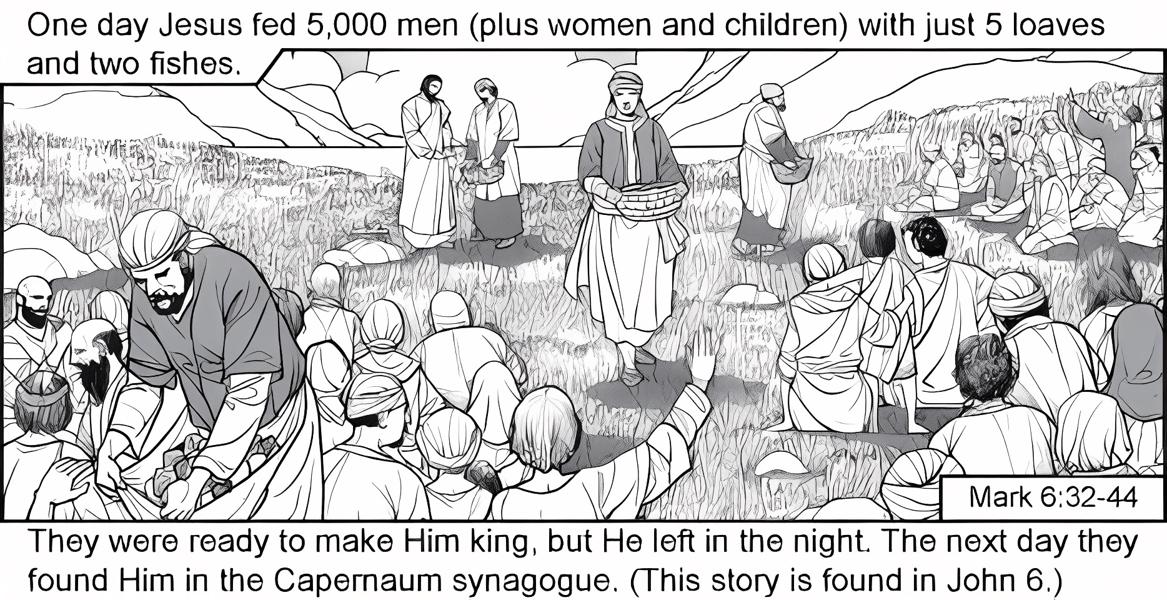 One day Jesus fed 5,000 men (plus women and children) with just 5 loaves
and two fishes.
Mark 6:32-44
They were ready to make Him king, but He left in the night. The next day they
found Him in the Capernaum synagogue. (This story is found in John 6.)